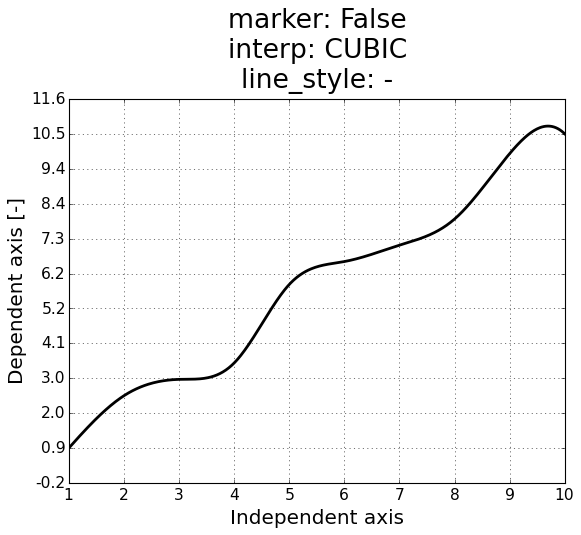 marker: False
interp: CUBIC
line_style: -
11.6
10.5
9.4
8.4
7.3
6.2
5.2
4.1
3.0
2.0
0.9
-0.2
Dependent axis [-]
1 2 3 4 5 6 7 8 9 10
Independent axis